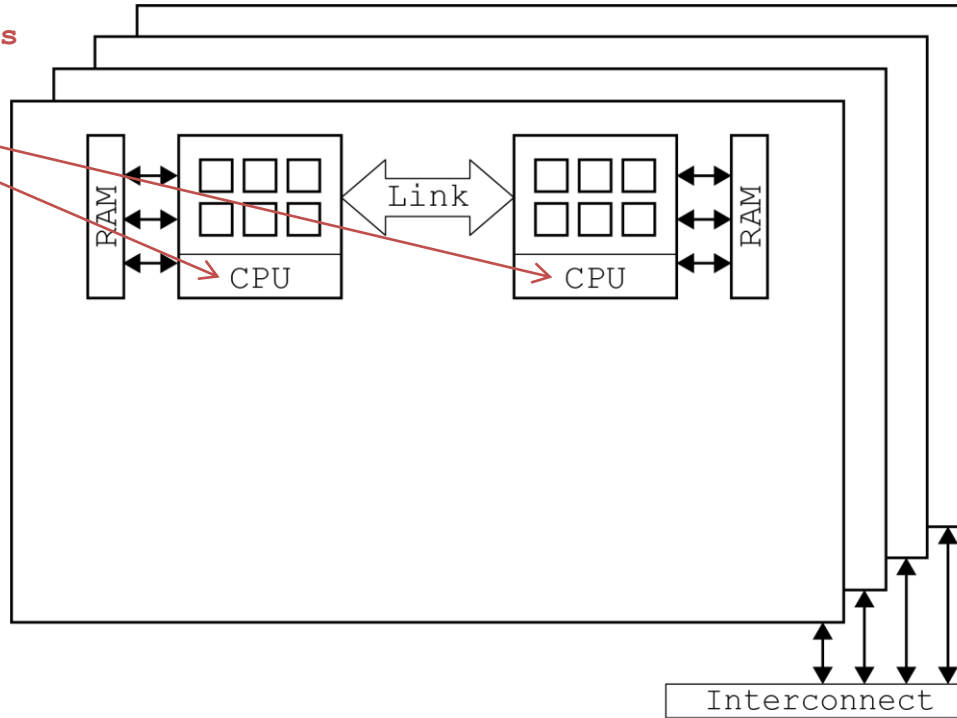 s
RAM
Link
RAM
CPU
CPU
Interconnect